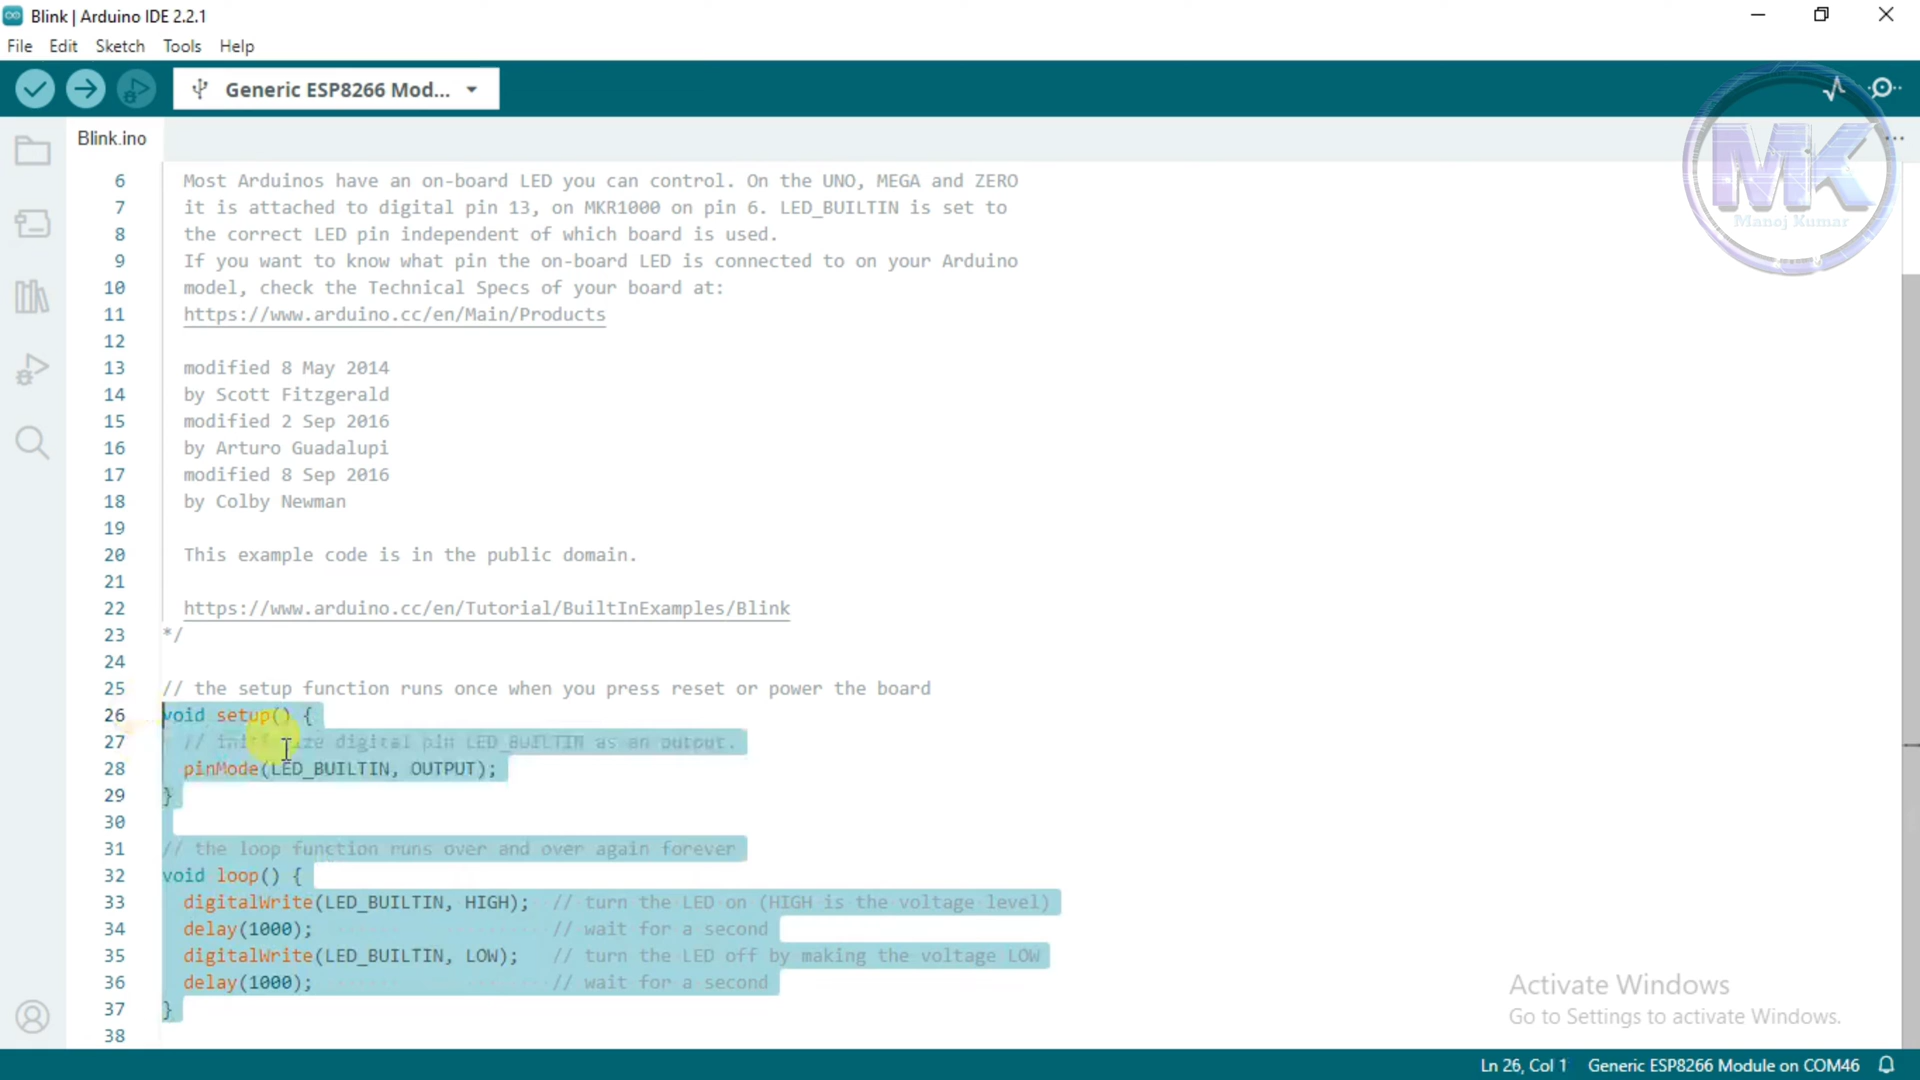 Blink | Arduino IDE 2.2.1
File Edit Sketch Tools Help
Generic ESP8266 Mod...
Blink.ino
MK
Manoj Kumar
6 Most Arduinos have an on-board LED you can control. On the UNO, MEGA and ZERO
7 it is attached to digital pin 13, on MKR1000 on pin 6. LED_BUILTIN is set to
8 the correct LED pin independent of which board is used.
9 If you want to know what pin the on-board LED is connected to on your Arduino
10 model, check the Technical Specs of your board at:
11 https://www.arduino.cc/en/Main/Products
12
13 modified 8 May 2014
14 by Scott Fitzgerald
15 modified 2 Sep 2016
16 by Arturo Guadalupi
17 modified 8 Sep 2016
18 by Colby Newman
19
20 This example code is in the public domain.
21
22 https://www.arduino.cc/en/Tutorial/BuiltInExamples/Blink
23 */
24
25 // the setup function runs once when you press reset or power the board
26 void setup() {
27 // initialize digital pin LED_BUILTIN as an output.
28 pinMode(LED_BUILTIN, OUTPUT);
29 }
30
31 // the loop function runs over and over again forever
32 void loop() {
33 digitalWrite(LED_BUILTIN, HIGH); // turn the LED on (HIGH is the voltage level)
34 delay(1000); // wait for a second
35 digitalWrite(LED_BUILTIN, LOW); // turn the LED off by making the voltage LOW
36 delay(1000); // wait for a second
37 }
38
Activate Windows
Go to Settings to activate Windows.
Ln 26, Col 1 Generic ESP8266 Module on COM46